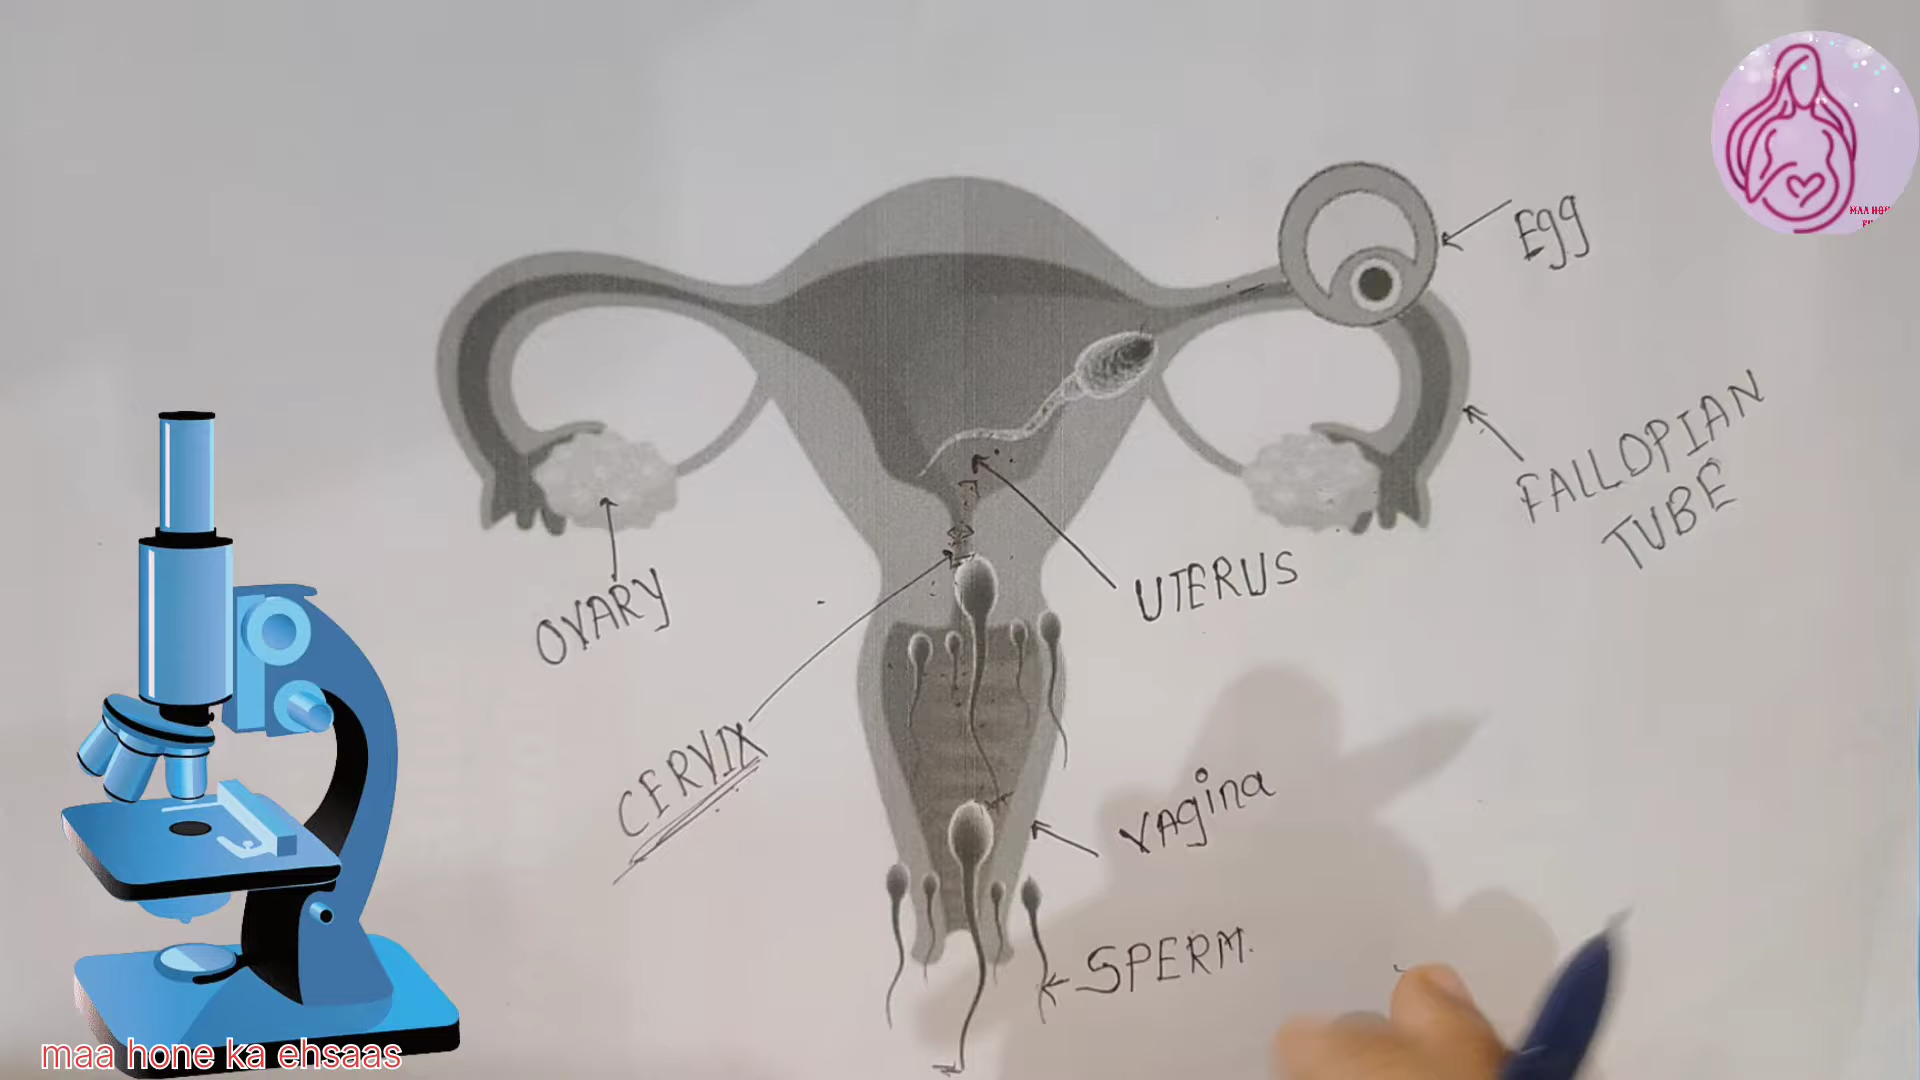 Egg
FALLOPIAN
TUBE
UTERUS
OVARY
CERVIX
vagina
SPERM.
maa hone ka ehsaas